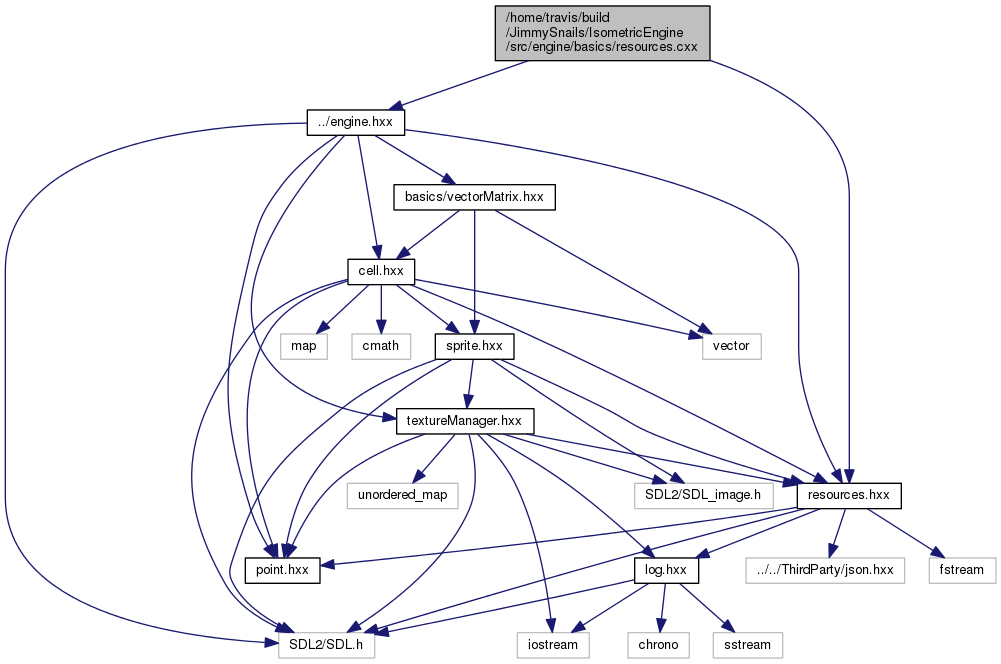 /home/travis/build
/JimmySnails/IsometricEngine
/src/engine/basics/resources.cxx
../engine.hxx
basics/vectorMatrix.hxx
cell.hxx
map
cmath
sprite.hxx
vector
textureManager.hxx
unordered_map
SDL2/SDL_image.h
resources.hxx
point.hxx
log.hxx
../../ThirdParty/json.hxx
fstream
SDL2/SDL.h
iostream
chrono
sstream